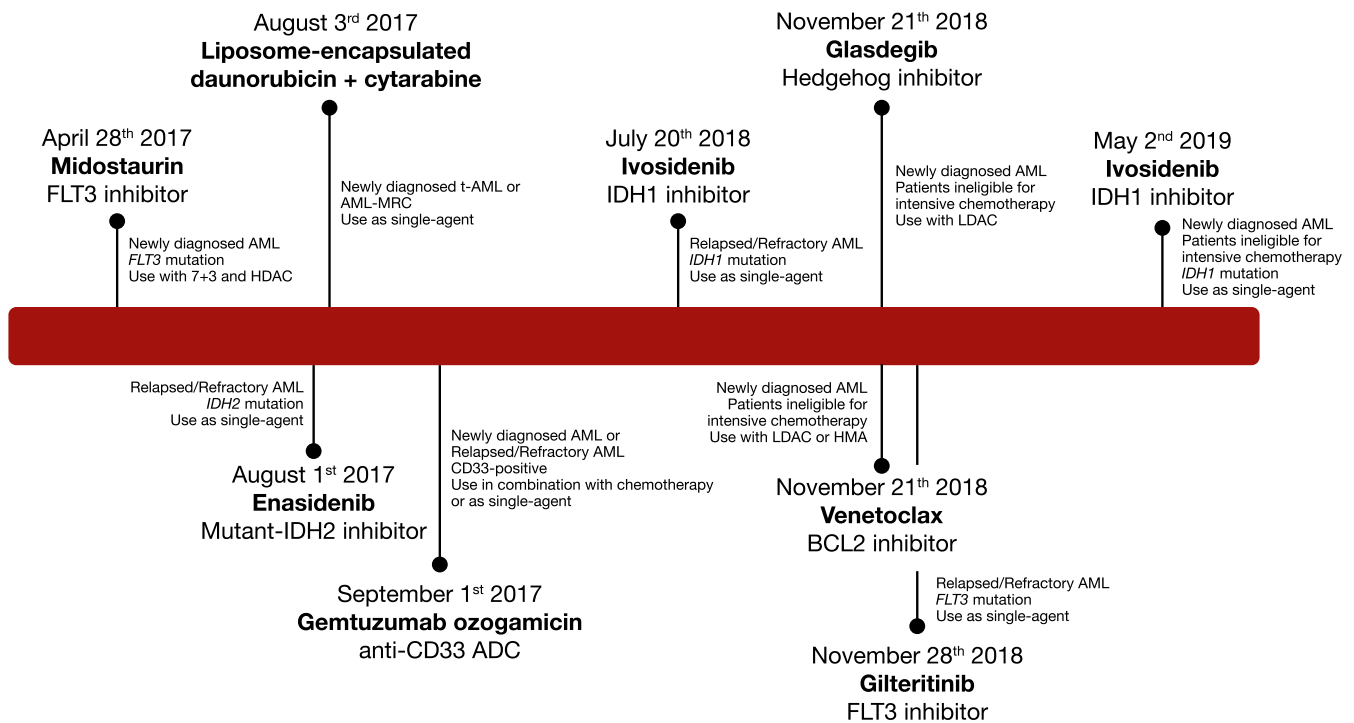 April 28th 2017
Midostaurin
FLT3 inhibitor
Newly diagnosed AML
FLT3 mutation
Use with 7+3 and HDAC
August 3rd 2017
Liposome-encapsulated
daunorubicin + cytarabine
Newly diagnosed t-AML or
AML-MRC
Use as single-agent
July 20th 2018
Ivosidenib
IDH1 inhibitor
Relapsed/Refractory AML
IDH1 mutation
Use as single-agent
November 21th 2018
Glasdegib
Hedgehog inhibitor
Newly diagnosed AML
Patients ineligible for
intensive chemotherapy
Use with LDAC
May 2nd 2019
Ivosidenib
IDH1 inhibitor
Newly diagnosed AML
Patients ineligible for
intensive chemotherapy
IDH1 mutation
Use as single-agent
Relapsed/Refractory AML
IDH2 mutation
Use as single-agent
August 1st 2017
Enasidenib
Mutant-IDH2 inhibitor
Newly diagnosed AML or
Relapsed/Refractory AML
CD33-positive
Use in combination with chemotherapy
or as single-agent
September 1st 2017
Gemtuzumab ozogamicin
anti-CD33 ADC
Newly diagnosed AML
Patients ineligible for
intensive chemotherapy
Use with LDAC or HMA
November 21th 2018
Venetoclax
BCL2 inhibitor
Relapsed/Refractory AML
FLT3 mutation
Use as single-agent
November 28th 2018
Gilteritinib
FLT3 inhibitor